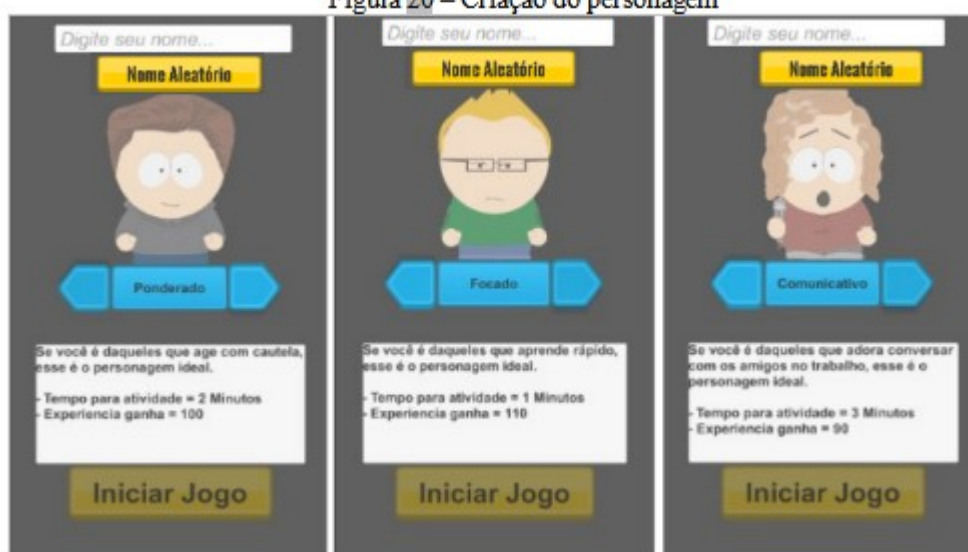 Figura 20 – Criação do personagem
Digite seu nome...
Nome Aleatório
Ponderado
Se você é daqueles que age com cautela,
esse é o personagem ideal.
- Tempo para atividade = 2 Minutos
- Experiencia ganha = 100
Iniciar Jogo
Digite seu nome...
Nome Aleatório
Focado
Se você é daqueles que aprende rápido,
esse é o personagem ideal.
- Tempo para atividade = 1 Minutos
- Experiencia ganha = 110
Iniciar Jogo
Digite seu nome...
Nome Aleatório
Comunicativo
Se você é daqueles que adora conversar
com os amigos no trabalho, esse é o
personagem ideal.
- Tempo para atividade = 3 Minutos
- Experiencia ganha = 90
Iniciar Jogo